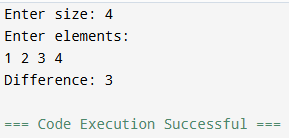 Enter size: 4
Enter elements:
1 2 3 4
Difference: 3
=== Code Execution Successful ===